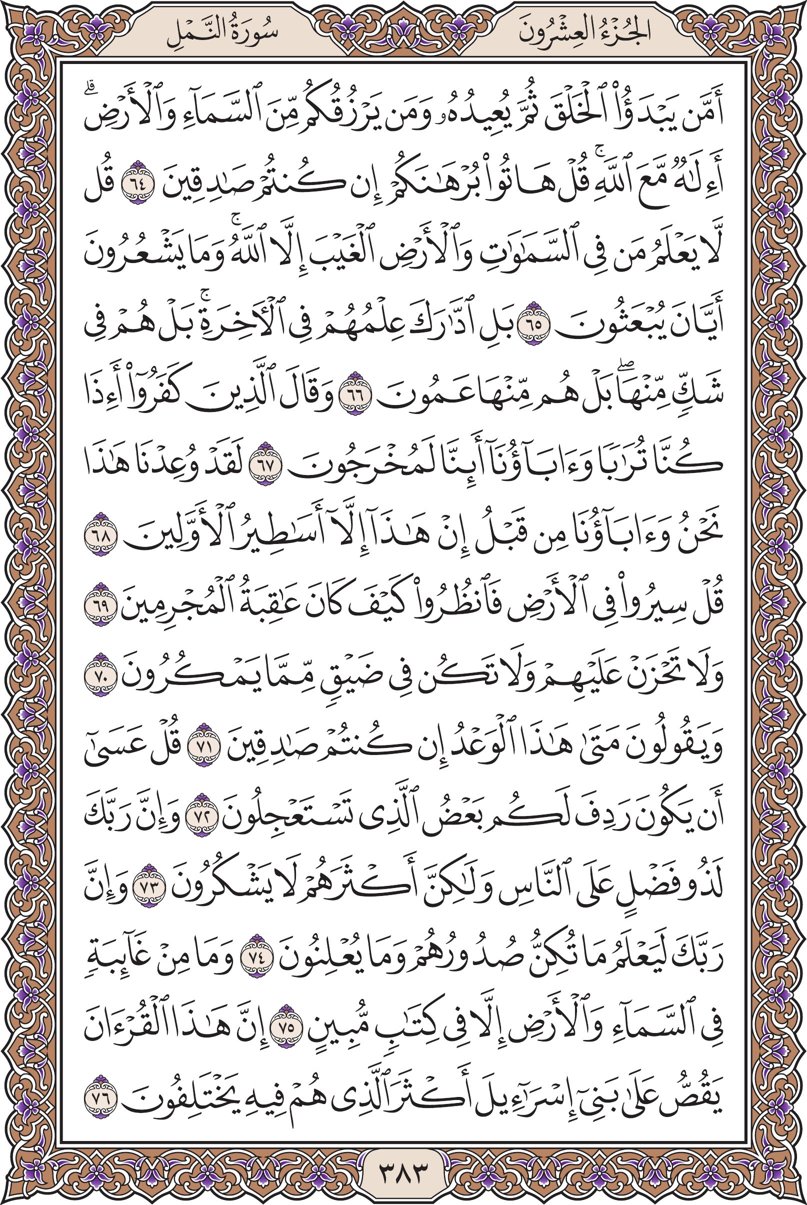 الجُزْءُ العِشْرُونَ
سُورَةُ النَّمْلِ
أَمَّن يَبْدَؤُا۟ ٱلْخَلْقَ ثُمَّ يُعِيدُهُۥ وَمَن يَرْزُقُكُم مِّنَ ٱلسَّمَآءِ وَٱلْأَرْضِ ۗ
أَءِلَٰهٌ مَّعَ ٱللَّهِ ۚ قُلْ هَاتُوا۟ بُرْهَٰنَكُمْ إِن كُنتُمْ صَٰدِقِينَ ٦٤ قُل
لَّا يَعْلَمُ مَن فِى ٱلسَّمَٰوَٰتِ وَٱلْأَرْضِ ٱلْغَيْبَ إِلَّا ٱللَّهُ ۚ وَمَا يَشْعُرُونَ
أَيَّانَ يُبْعَثُونَ ٦٥ بَلِ ٱدَّٰرَكَ عِلْمُهُمْ فِى ٱلْءَاخِرَةِ ۚ بَلْ هُمْ فِى
شَكٍّ مِّنْهَا ۖ بَلْ هُم مِّنْهَا عَمُونَ ٦٦ وَقَالَ ٱلَّذِينَ كَفَرُوٓا۟ أَءِذَا
كُنَّا تُرَٰبًا وَءَابَآؤُنَآ أَئِنَّا لَمُخْرَجُونَ ٦٧ لَقَدْ وُعِدْنَا هَٰذَا
نَحْنُ وَءَابَآؤُنَا مِن قَبْلُ إِنْ هَٰذَآ إِلَّآ أَسَٰطِيرُ ٱلْأَوَّلِينَ ٦٨
قُلْ سِيرُوا۟ فِى ٱلْأَرْضِ فَٱنظُرُوا۟ كَيْفَ كَانَ عَٰقِبَةُ ٱلْمُجْرِمِينَ ٦٩
وَلَا تَحْزَنْ عَلَيْهِمْ وَلَا تَكُن فِى ضَيْقٍ مِّمَّا يَمْكُرُونَ ٧٠
وَيَقُولُونَ مَتَىٰ هَٰذَا ٱلْوَعْدُ إِن كُنتُمْ صَٰدِقِينَ ٧١ قُلْ عَسَىٰٓ
أَن يَكُونَ رَدِفَ لَكُم بَعْضُ ٱلَّذِى تَسْتَعْجِلُونَ ٧٢ وَإِنَّ رَبَّكَ
لَذُو فَضْلٍ عَلَى ٱلنَّاسِ وَلَٰكِنَّ أَكْثَرَهُمْ لَا يَشْكُرُونَ ٧٣ وَإِنَّ
رَبَّكَ لَيَعْلَمُ مَا تُكِنُّ صُدُورُهُمْ وَمَا يُعْلِنُونَ ٧٤ وَمَا مِنْ غَآئِبَةٍ
فِى ٱلسَّمَآءِ وَٱلْأَرْضِ إِلَّا فِى كِتَٰبٍ مُّبِينٍ ٧٥ إِنَّ هَٰذَا ٱلْقُرْءَانَ
يَقُصُّ عَلَىٰ بَنِىٓ إِسْرَٰٓءِيلَ أَكْثَرَ ٱلَّذِى هُمْ فِيهِ يَخْتَلِفُونَ ٧٦
٣٨٣